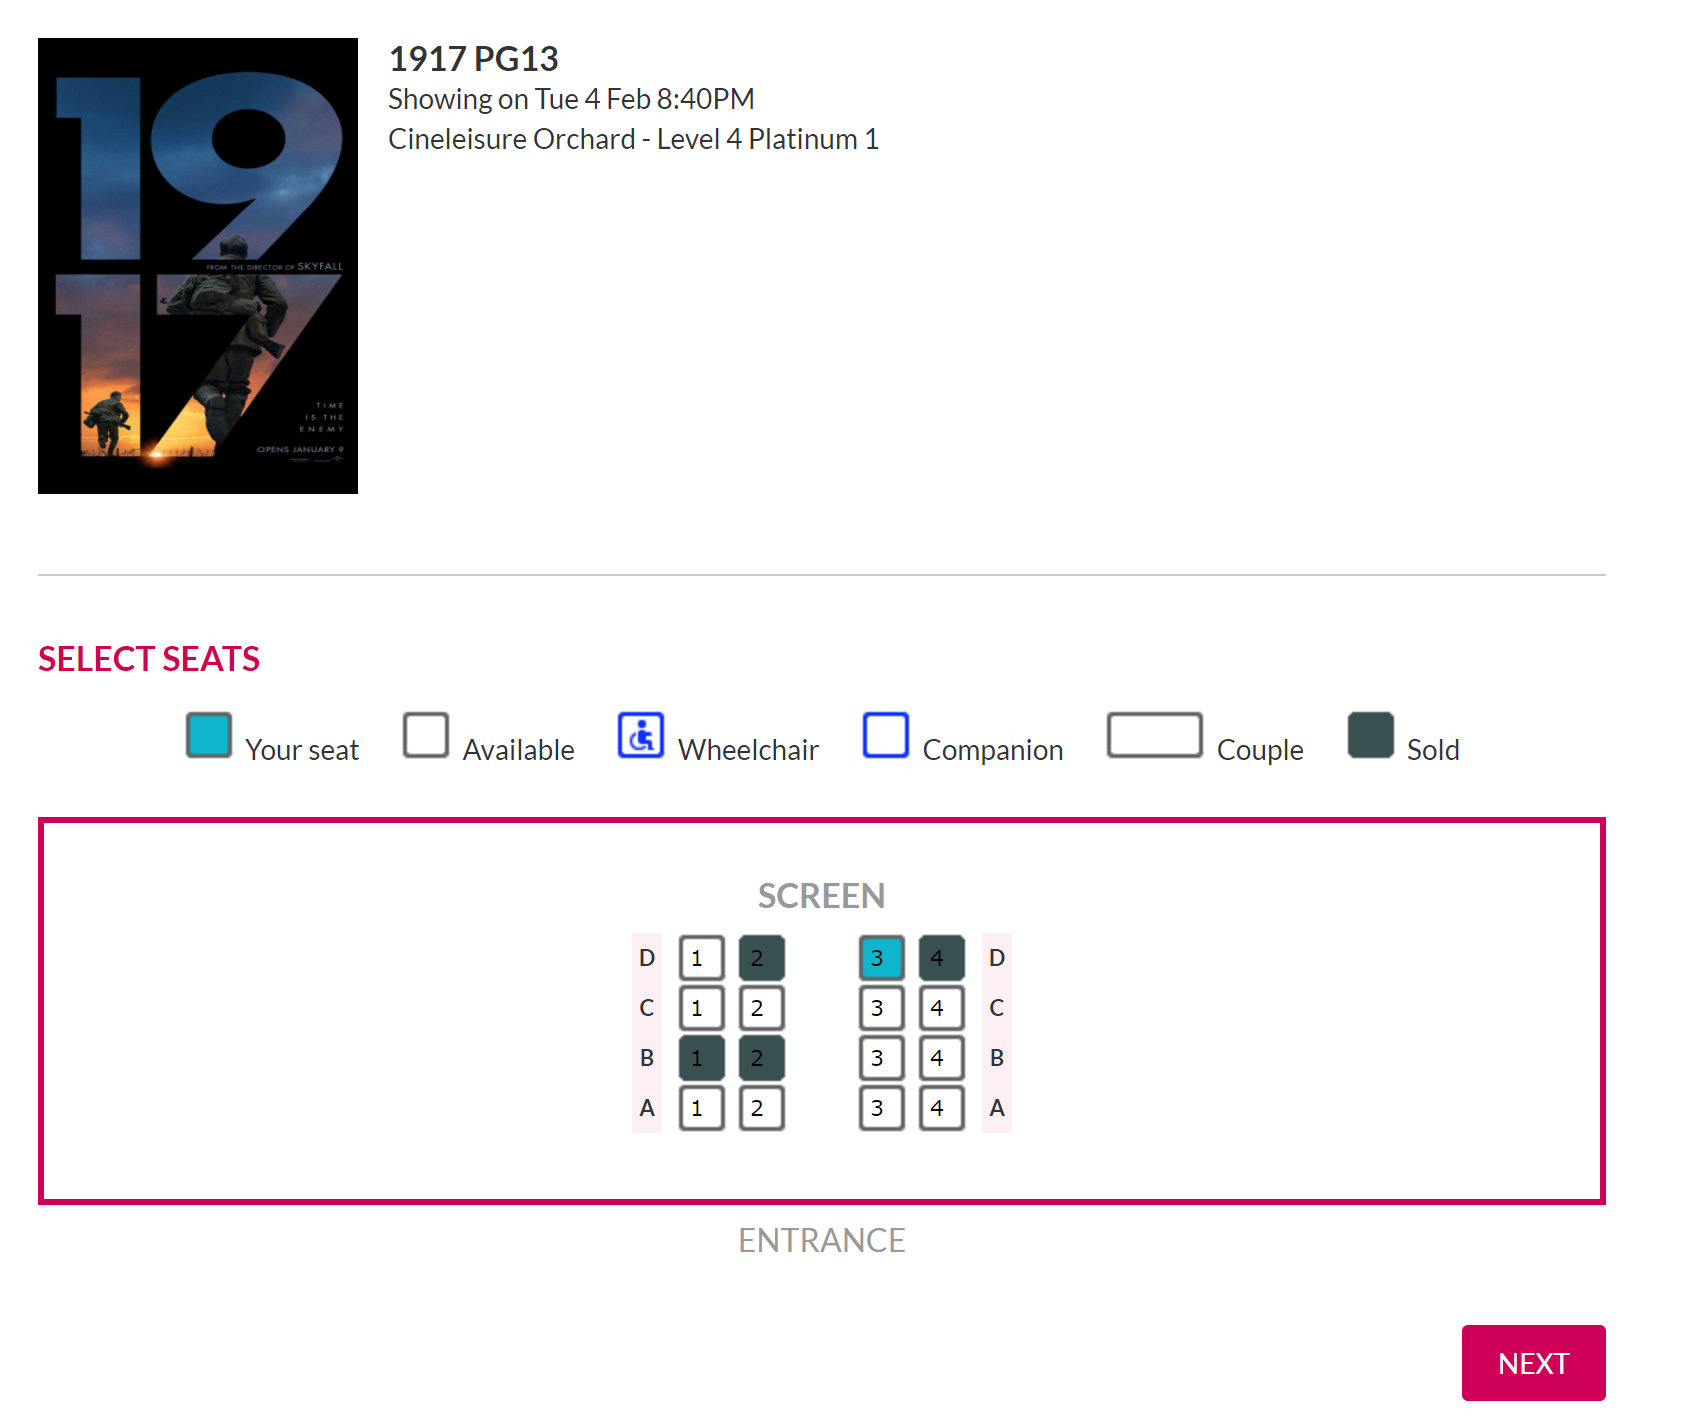 19
FROM THE DIRECTOR OF SKYFALL
17
TIME
IS THE
ENEMY
OPENS JANUARY 9
1917 PG13
Showing on Tue 4 Feb 8:40PM
Cineleisure Orchard - Level 4 Platinum 1
SELECT SEATS
Your seat Available Wheelchair Companion Couple Sold
SCREEN
D 1 2 3 4 D
C 1 2 3 4 C
B 1 2 3 4 B
A 1 2 3 4 A
ENTRANCE
NEXT